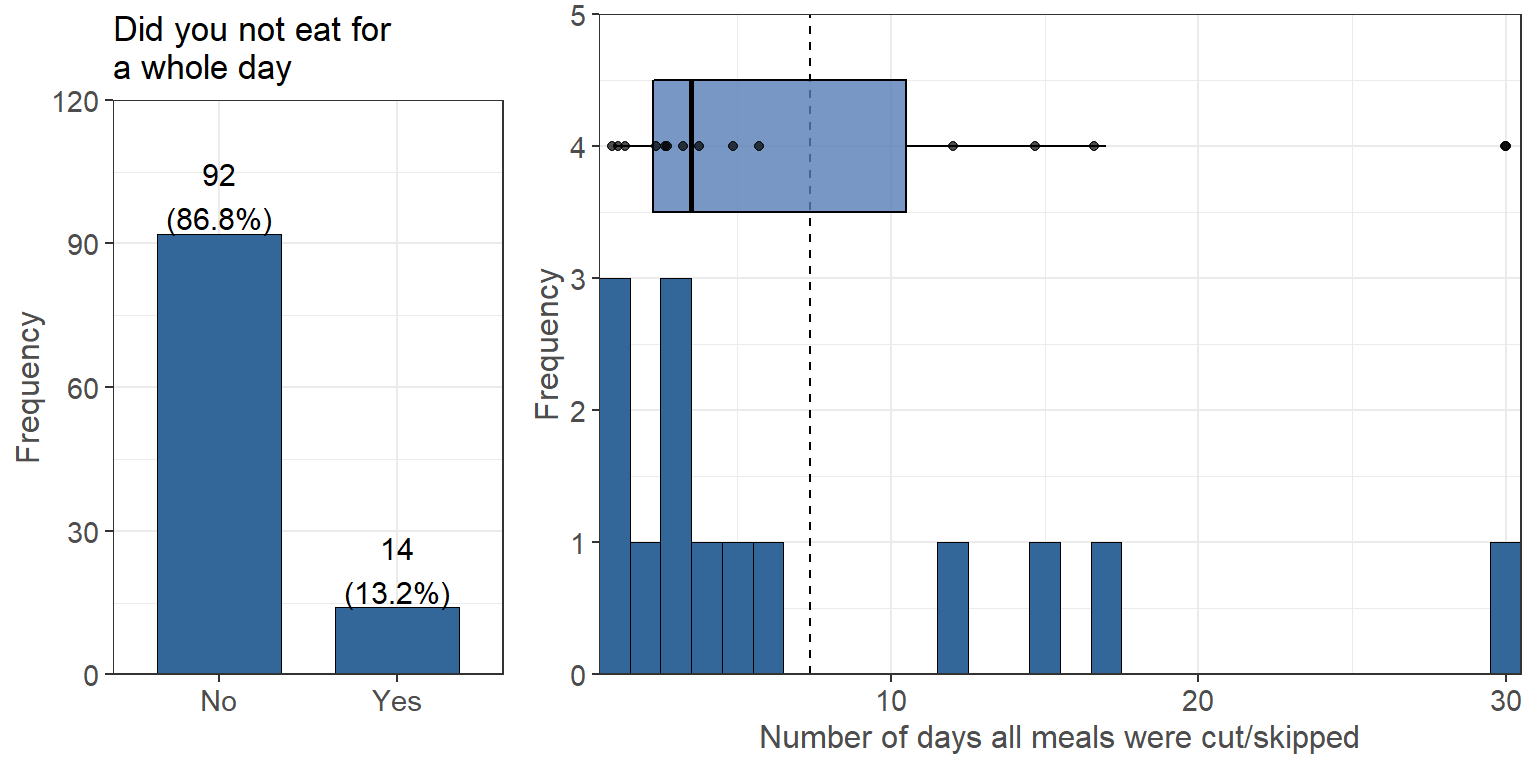 Did you not eat for
a whole day
Frequency
120
90
60
30
0
92
(86.8%)
14
(13.2%)
No
Yes
Frequency
5
4
3
2
1
0
10
20
30
Number of days all meals were cut/skipped